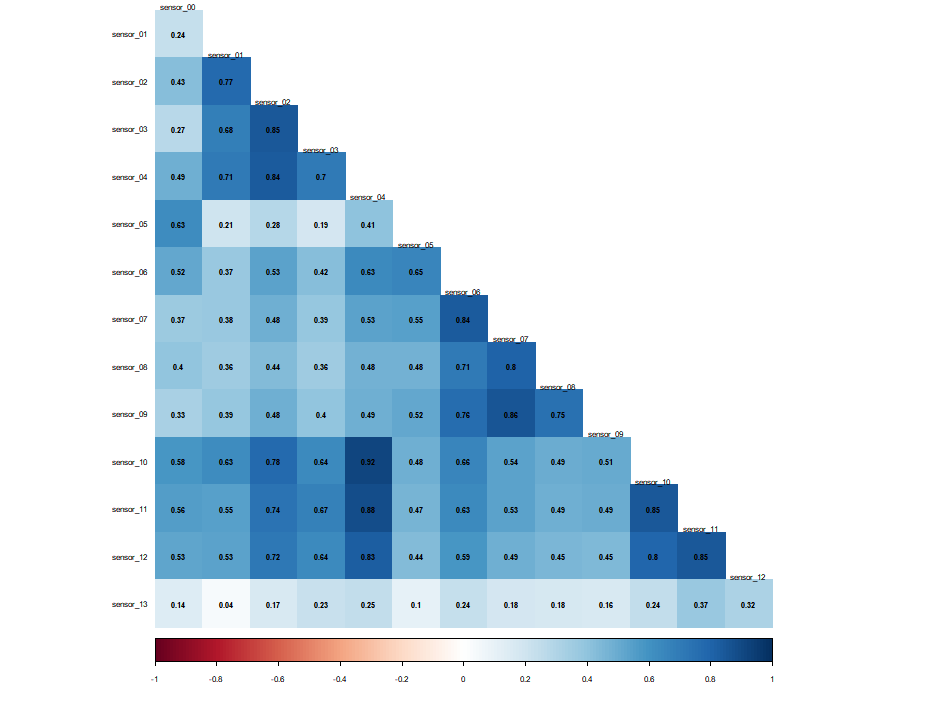 sensor_00
sensor_01 0.24
sensor_01
sensor_02 0.43 0.77
sensor_02
sensor_03 0.27 0.68 0.85
sensor_03
sensor_04 0.49 0.71 0.84 0.7
sensor_04
sensor_05 0.63 0.21 0.28 0.19 0.41
sensor_05
sensor_06 0.52 0.37 0.53 0.42 0.63 0.65
sensor_06
sensor_07 0.37 0.38 0.48 0.39 0.53 0.55 0.84
sensor_07
sensor_08 0.4 0.36 0.44 0.36 0.48 0.48 0.71 0.8
sensor_08
sensor_09 0.33 0.39 0.48 0.4 0.49 0.52 0.76 0.86 0.75
sensor_09
sensor_10 0.58 0.63 0.78 0.64 0.92 0.48 0.66 0.54 0.49 0.51
sensor_10
sensor_11 0.56 0.55 0.74 0.67 0.88 0.47 0.63 0.53 0.49 0.49 0.85
sensor_11
sensor_12 0.53 0.53 0.72 0.64 0.83 0.44 0.59 0.49 0.45 0.45 0.8 0.85
sensor_12
sensor_13 0.14 0.04 0.17 0.23 0.25 0.1 0.24 0.18 0.18 0.16 0.24 0.37 0.32
-1 -0.8 -0.6 -0.4 -0.2 0 0.2 0.4 0.6 0.8 1